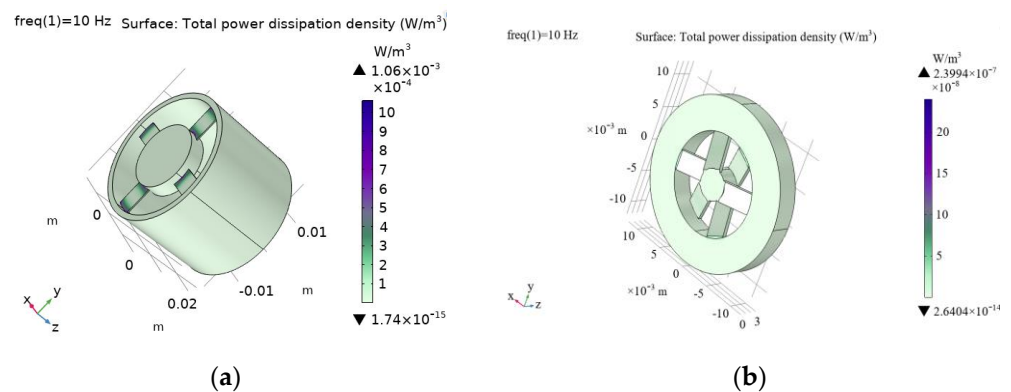 freq(1)=10 Hz Surface: Total power dissipation density (W/m³)
W/m³
▲ 1.06×10⁻³
×10⁻⁴
10
9
8
7
6
5
4
3
2
1
▼ 1.74×10⁻¹⁵
m
0
0
0.02
m
-0.01
0.01
m
x
y
z
(a)
freq(1)=10 Hz Surface: Total power dissipation density (W/m³)
W/m³
▲ 2.3994×10⁻⁷
×10⁻⁸
20
15
10
5
▼ 2.6404×10⁻¹⁴
10
5
×10⁻³ m
0
-5
-10
10
5
0
×10⁻³ m
-5
-10
0 3
x
y
z
(b)